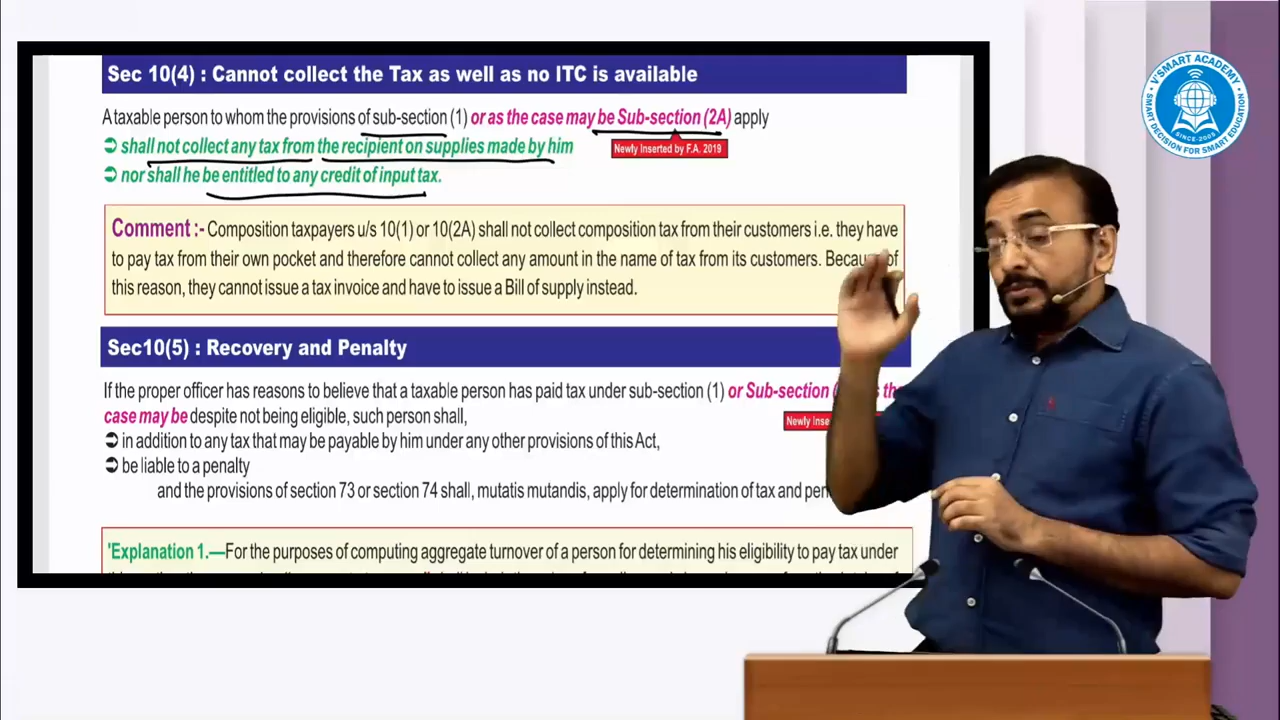 Sec 10(4) : Cannot collect the Tax as well as no ITC is available
A taxable person to whom the provisions of sub-section (1) or as the case may be Sub-section (2A) apply
➲ shall not collect any tax from the recipient on supplies made by him
Newly Inserted by F.A. 2019
➲ nor shall he be entitled to any credit of input tax.
Comment :- Composition taxpayers u/s 10(1) or 10(2A) shall not collect composition tax from their customers i.e. they have
to pay tax from their own pocket and therefore cannot collect any amount in the name of tax from its customers. Because of
this reason, they cannot issue a tax invoice and have to issue a Bill of supply instead.
Sec10(5) : Recovery and Penalty
If the proper officer has reasons to believe that a taxable person has paid tax under sub-section (1) or Sub-section
case may be despite not being eligible, such person shall,
Newly
➲ in addition to any tax that may be payable by him under any other provisions of this Act,
➲ be liable to a penalty
and the provisions of section 73 or section 74 shall, mutatis mutandis, apply for determination of tax and
'Explanation 1.—For the purposes of computing aggregate turnover of a person for determining his eligibility to pay tax under
V'SMART ACADEMY
SINCE-2005
SMART DECISION FOR SMART EDUCATION